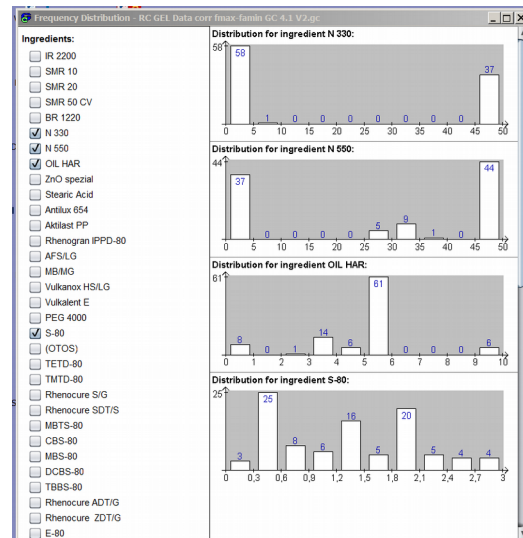 Frequency Distribution - RC GEL Data corr fmax-famin GC 4.1 V2.gc
Ingredients:
IR 2200
SMR 10
SMR 20
SMR 50 CV
BR 1220
N 330
N 550
OIL HAR
ZnO spezial
Stearic Acid
Antilux 654
Aktilast PP
Rhenogran IPPD-80
AFS/LG
MB/MG
Vulkanox HS/LG
Vulkalent E
PEG 4000
S-80
(OTOS)
TETD-80
TMTD-80
Rhenocure S/G
Rhenocure SDT/S
MBTS-80
CBS-80
MBS-80
DCBS-80
TBBS-80
Rhenocure ADT/G
Rhenocure ZDT/G
E-80
Distribution for ingredient N 330:
58
58 1 0 0 0 0 0 0 0 37
0 5 10 15 20 25 30 35 40 45 50
Distribution for ingredient N 550:
44
37 0 0 0 0 5 9 1 0 44
0 5 10 15 20 25 30 35 40 45 50
Distribution for ingredient OIL HAR:
61
8 0 1 14 6 61 0 0 0 6
0 1 2 3 4 5 6 7 8 9 10
Distribution for ingredient S-80:
25
3 25 8 6 16 5 20 5 4 4
0 0,3 0,6 0,9 1,2 1,5 1,8 2,1 2,4 2,7 3